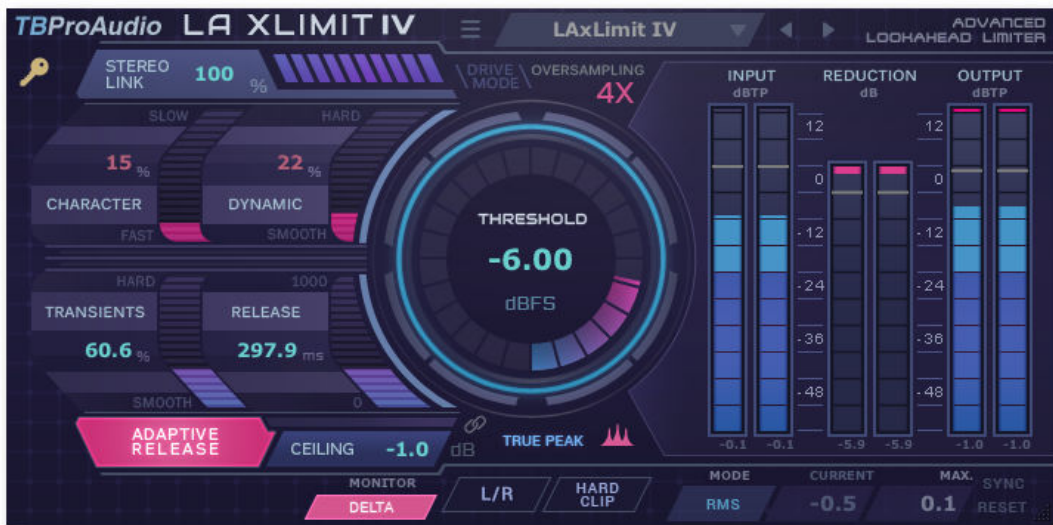 TBProAudio LA XLIMIT IV
LAxLimit IV
ADVANCED
LOOKAHEAD LIMITER
STEREO
LINK
100 %
DRIVE
MODE
OVERSAMPLING
4X
INPUT
dBTP
REDUCTION
dB
OUTPUT
dBTP
SLOW
HARD
15 %
22 %
CHARACTER
DYNAMIC
FAST
SMOOTH
HARD
1000
TRANSIENTS
RELEASE
60.6 %
297.9 ms
SMOOTH
0
THRESHOLD
-6.00
dBFS
12
12
0
0
-12
-12
-24
-24
-36
-36
-48
-48
-0.1
-0.1
-5.9
-5.9
-1.0
-1.0
ADAPTIVE
RELEASE
CEILING -1.0 dB
TRUE PEAK
MONITOR
DELTA
L/R
HARD
CLIP
MODE
RMS
CURRENT
-0.5
MAX.
0.1
SYNC
RESET